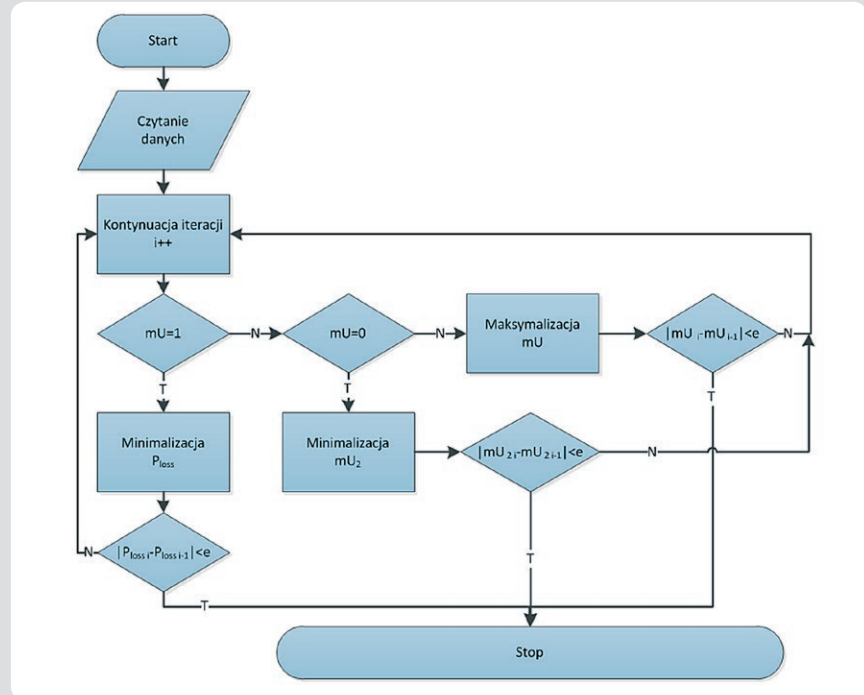 Start
Czytanie
danych
Kontynuacja iteracji
i++
mU=1
N
mU=0
N
Maksymalizacja
mU
|mU i-mU i-1|<e
N
T
T
T
Minimalizacja
Ploss
Minimalizacja
mU2
|mU 2 i-mU 2 i-1|<e
N
N
|Ploss i-Ploss i-1|<e
T
T
Stop